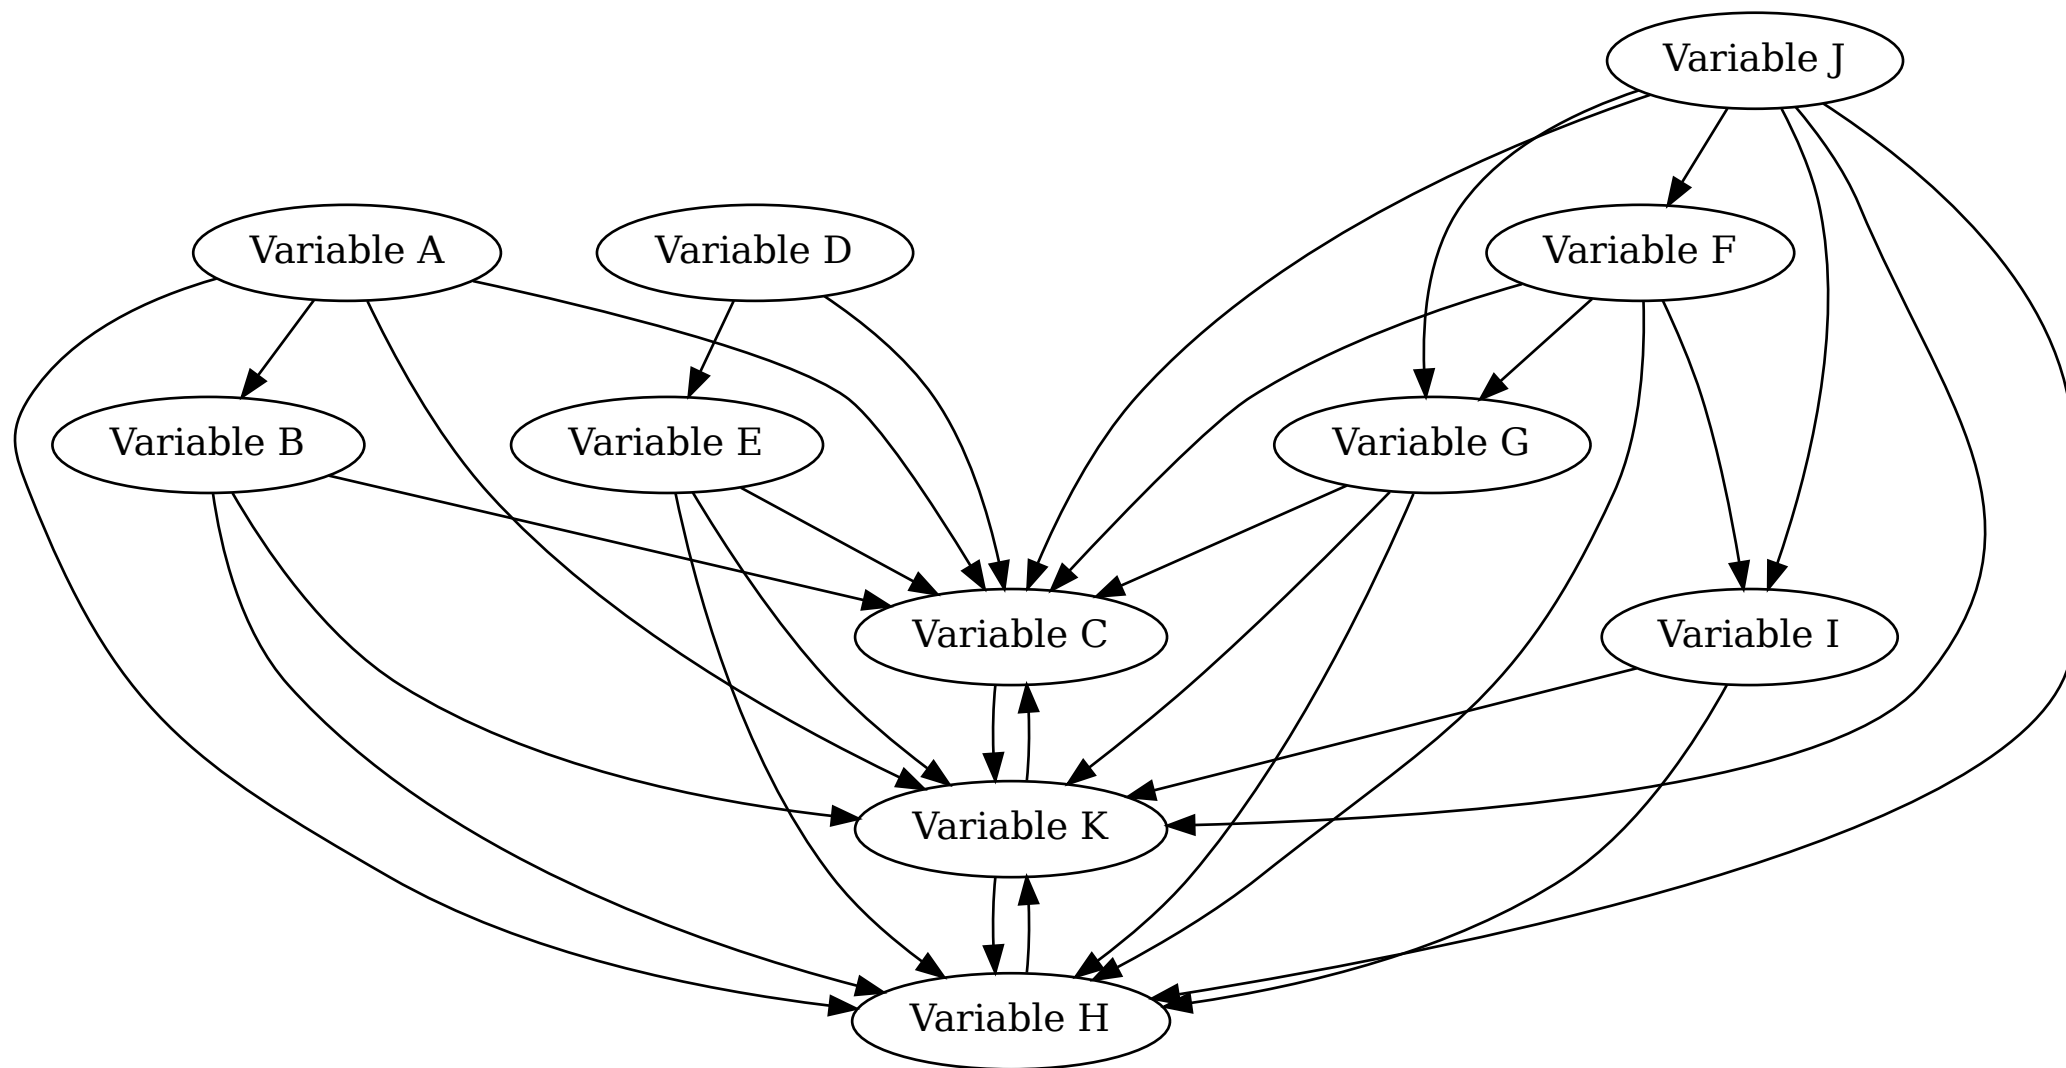 Variable J
Variable A
Variable D
Variable F
Variable B
Variable E
Variable G
Variable C
Variable I
Variable K
Variable H